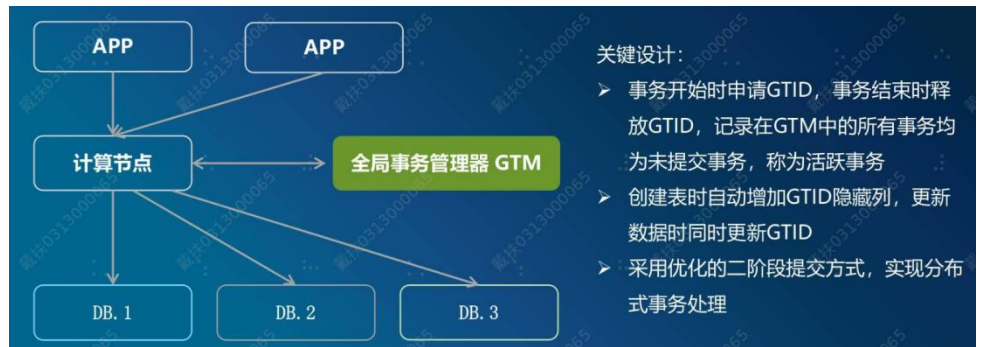 APP
APP
计算节点
全局事务管理器 GTM
DB. 1
DB. 2
DB. 3
关键设计：
➢ 事务开始时申请GTID，事务结束时释
放GTID，记录在GTM中的所有事务均
为未提交事务，称为活跃事务
➢ 创建表时自动增加GTID隐藏列，更新
数据时同时更新GTID
➢ 采用优化的二阶段提交方式，实现分布
式事务处理